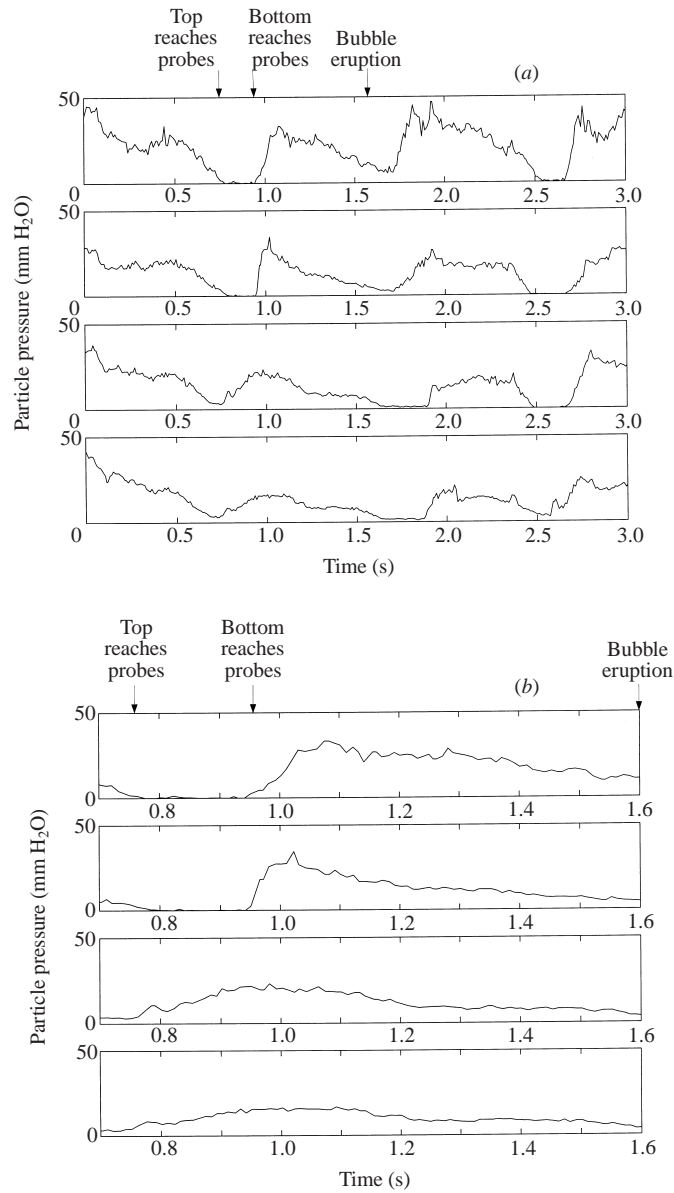 Top
reaches
probes
Bottom
reaches
probes
Bubble
eruption
(a)
Particle pressure (mm H₂O)
50
0
0.5
1.0
1.5
2.0
2.5
3.0
50
0
0.5
1.0
1.5
2.0
2.5
3.0
50
0
0.5
1.0
1.5
2.0
2.5
3.0
50
0
0.5
1.0
1.5
2.0
2.5
3.0
Time (s)
Top
reaches
probes
Bottom
reaches
probes
Bubble
eruption
(b)
Particle pressure (mm H₂O)
50
0
0.8
1.0
1.2
1.4
1.6
50
0
0.8
1.0
1.2
1.4
1.6
50
0
0.8
1.0
1.2
1.4
1.6
50
0
0.8
1.0
1.2
1.4
1.6
Time (s)